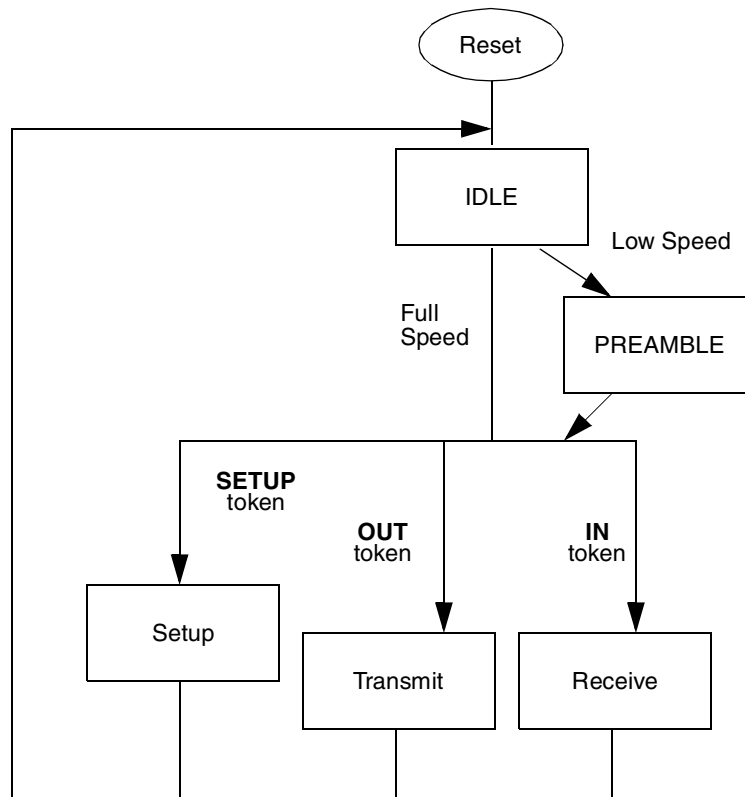 Reset
IDLE
Low Speed
Full
Speed
PREAMBLE
SETUP
token
OUT
token
IN
token
Setup
Transmit
Receive